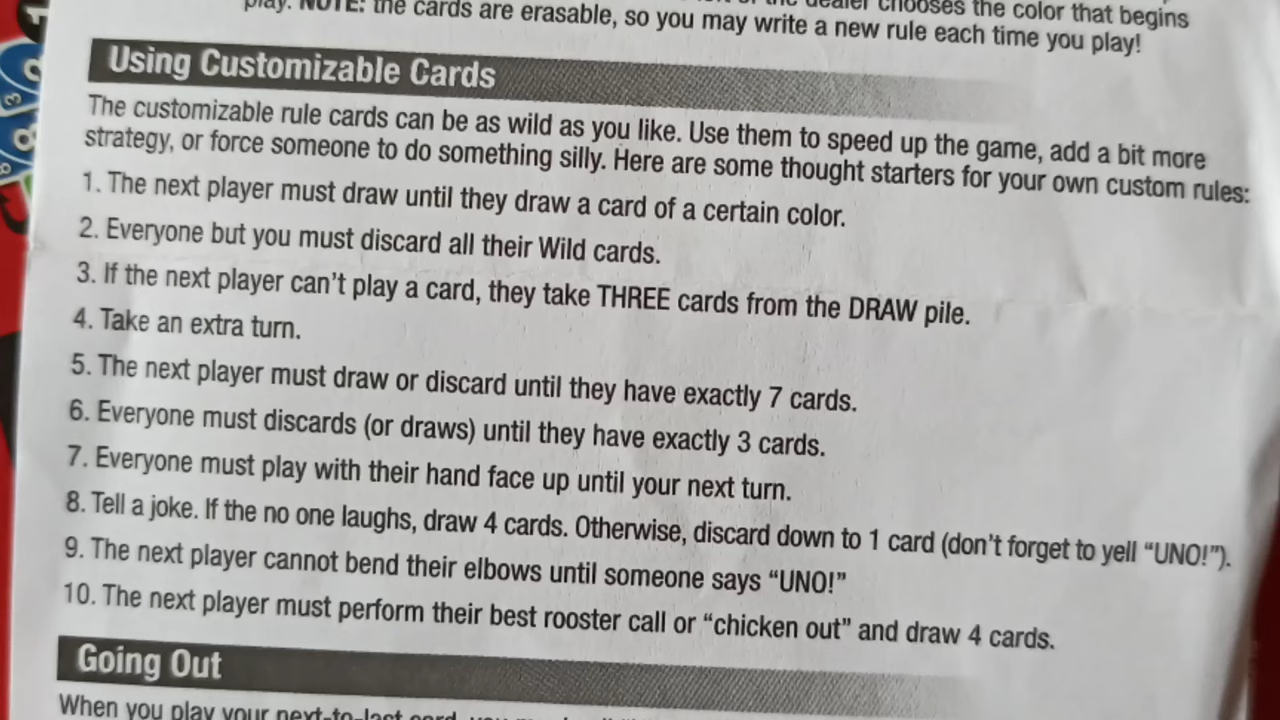 play. NOTE: the cards are erasable, so you may write a new rule each time you play!
dealer chooses the color that begins
Using Customizable Cards
The customizable rule cards can be as wild as you like. Use them to speed up the game, add a bit more
strategy, or force someone to do something silly. Here are some thought starters for your own custom rules:
1. The next player must draw until they draw a card of a certain color.
2. Everyone but you must discard all their Wild cards.
3. If the next player can't play a card, they take THREE cards from the DRAW pile.
4. Take an extra turn.
5. The next player must draw or discard until they have exactly 7 cards.
6. Everyone must discards (or draws) until they have exactly 3 cards.
7. Everyone must play with their hand face up until your next turn.
8. Tell a joke. If the no one laughs, draw 4 cards. Otherwise, discard down to 1 card (don't forget to yell “UNO!”).
9. The next player cannot bend their elbows until someone says “UNO!”
10. The next player must perform their best rooster call or “chicken out” and draw 4 cards.
Going Out
When you play your next-to-last card,